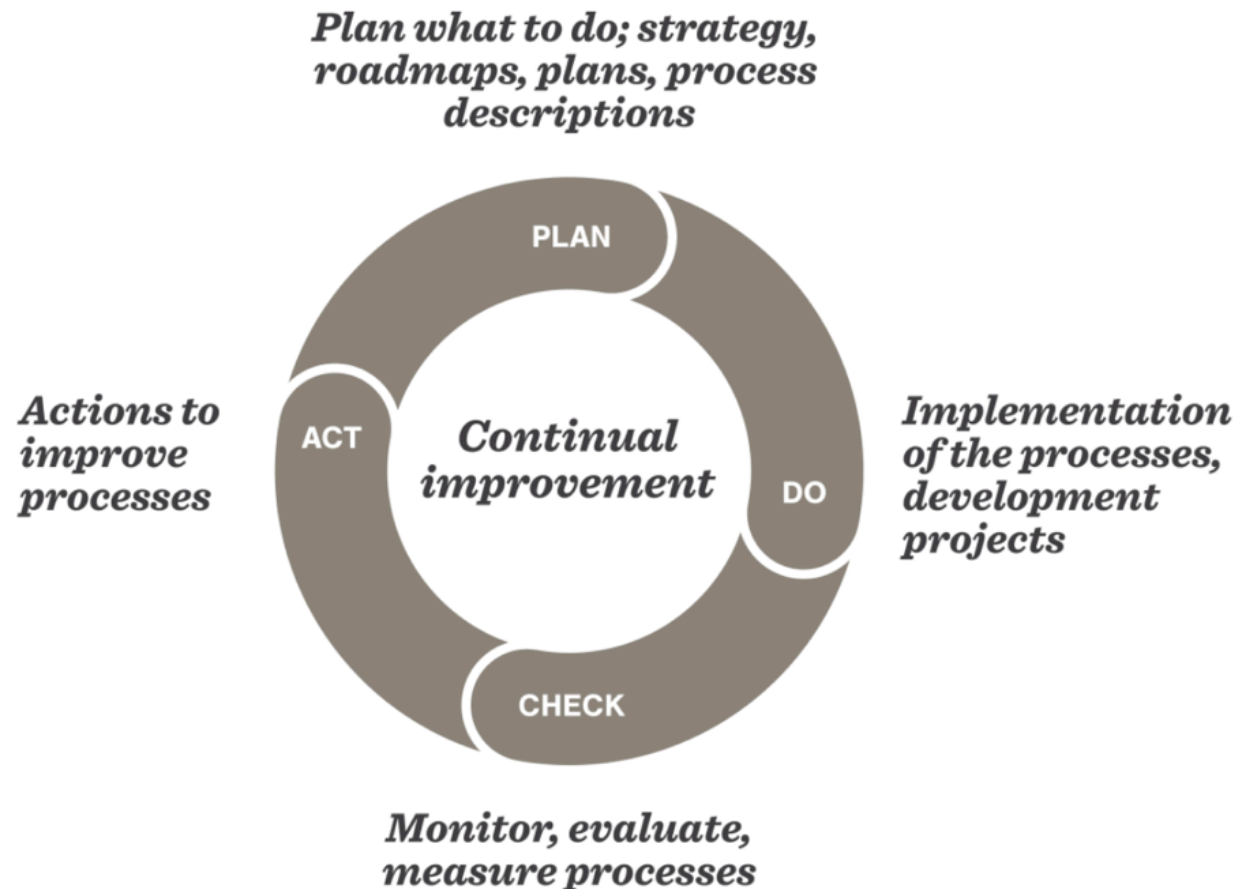 Plan what to do; strategy,
roadmaps, plans, process
descriptions
PLAN
Actions to
improve
processes
ACT
Continual
improvement
DO
Implementation
of the processes,
development
projects
CHECK
Monitor, evaluate,
measure processes